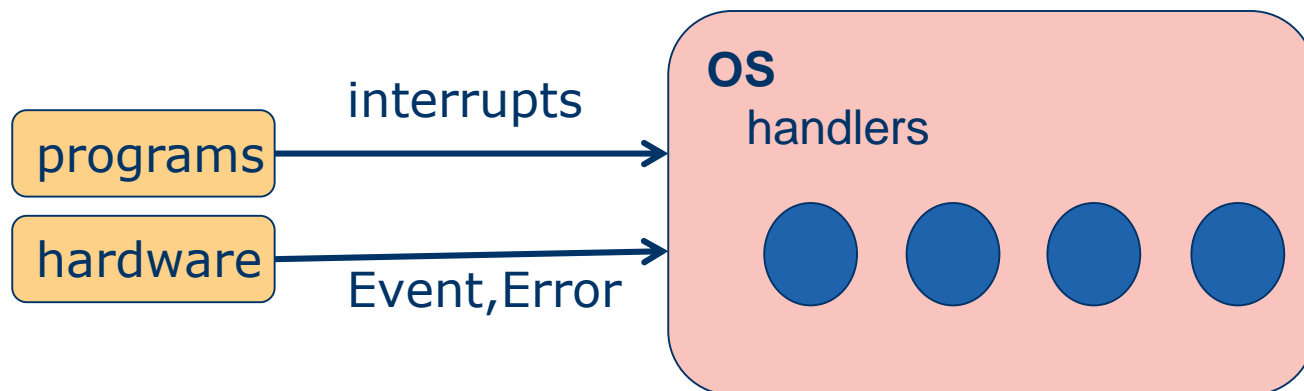 OS
interrupts
handlers
programs
hardware
Event,Error